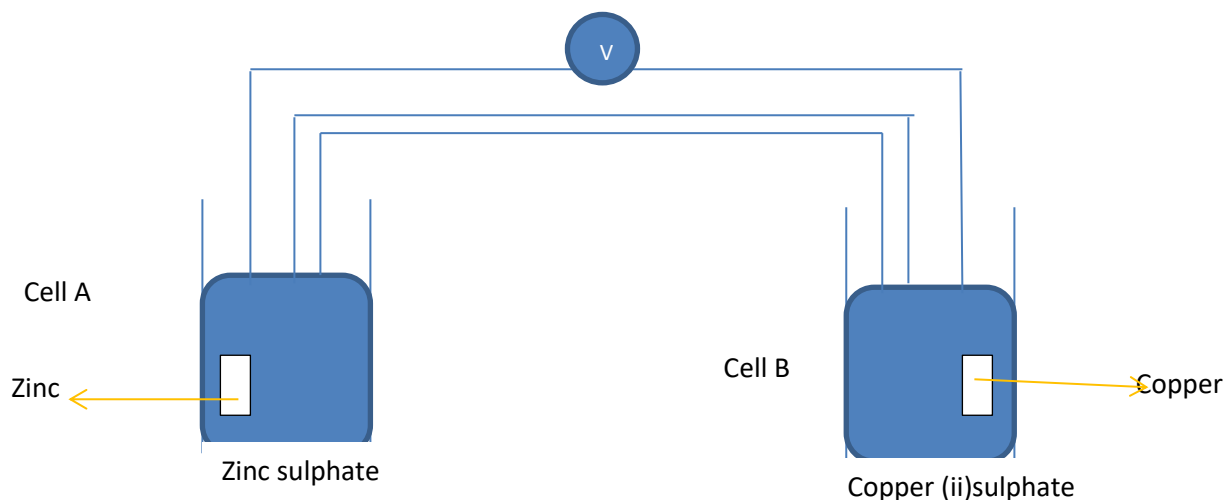 V
Cell A
Zinc
Cell B
Copper
Zinc sulphate
Copper (ii)sulphate